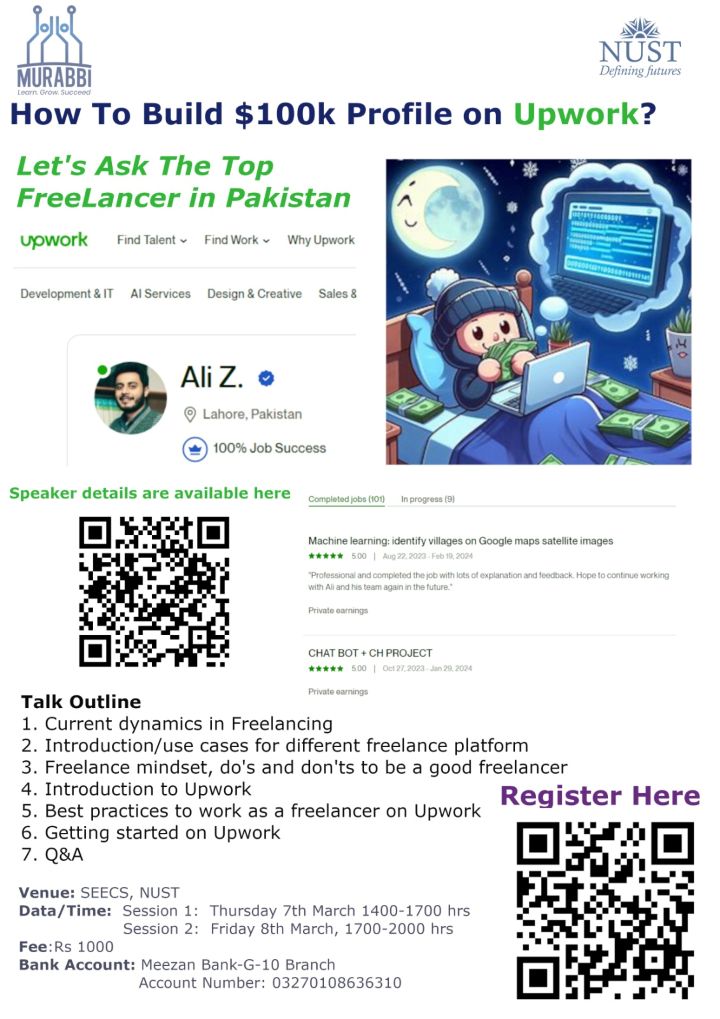 MURABBI
Learn. Grow. Succeed
NUST
Defining futures
How To Build $100k Profile on Upwork?
Let's Ask The Top
FreeLancer in Pakistan
upwork Find Talent Find Work Why Upwork
Development & IT AI Services Design & Creative Sales &
Ali Z.
Lahore, Pakistan
100% Job Success
Speaker details are available here
Completed jobs (101) In progress (9)
Machine learning: identify villages on Google maps satellite images
5.00 | Aug 22, 2023 - Feb 19, 2024
"Professional and completed the job with lots of explanation and feedback. Hope to continue working
with Ali and his team again in the future."
Private earnings
CHAT BOT + CH PROJECT
5.00 | Oct 27, 2023 - Jan 29, 2024
Private earnings
Talk Outline
1. Current dynamics in Freelancing
2. Introduction/use cases for different freelance platform
3. Freelance mindset, do's and don'ts to be a good freelancer
4. Introduction to Upwork
5. Best practices to work as a freelancer on Upwork
6. Getting started on Upwork
7. Q&A
Register Here
Venue: SEECS, NUST
Data/Time: Session 1: Thursday 7th March 1400-1700 hrs
Session 2: Friday 8th March, 1700-2000 hrs
Fee:Rs 1000
Bank Account: Meezan Bank-G-10 Branch
Account Number: 03270108636310